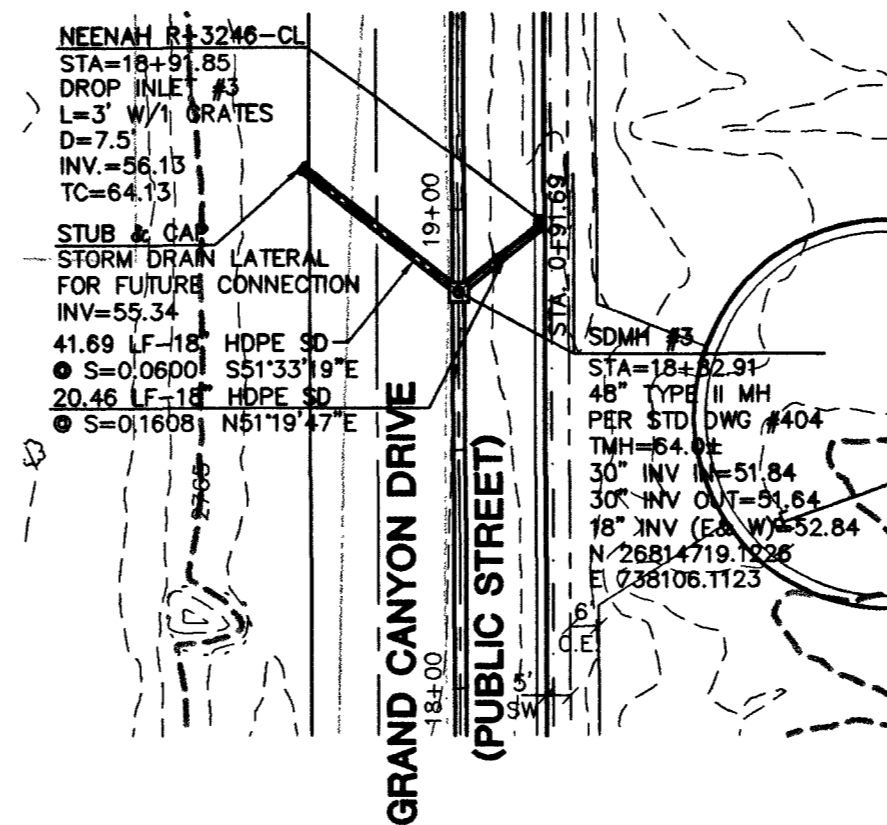 NEENAH R-3246-CL
STA=18+91.85
DROP INLET #3
L=3' W/1 GRATES
D=7.5'
INV.=56.13
TC=64.13
STUB & CAP
STORM DRAIN LATERAL
FOR FUTURE CONNECTION
INV=55.34
41.69 LF-18" HDPE SD
@ S=0.0600 S51°33'19"E
20.46 LF-18" HDPE SD
@ S=0.1608 N51°19'47"E
19+00
STA. 0+91.69
SDMH #3
STA=18+82.91
48" TYPE II MH
PER STD DWG #404
TMH=64.0±
30" INV IN=51.84
30" INV OUT=51.64
18" INV (E& W)=52.84
N 26814719.1226
E 738106.1123
GRAND CANYON DRIVE
(PUBLIC STREET)
18+00
2765
6'
C.E.
5'
SW